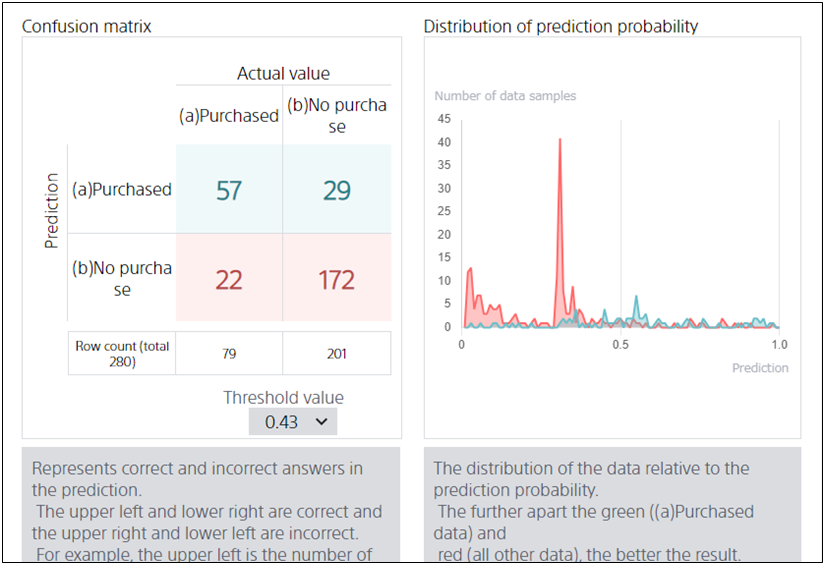 Confusion matrix
Actual value
(a)Purchased
(b)No purcha
se
Prediction
(a)Purchased
57
29
(b)No purcha
se
22
172
Row count (total
280)
79
201
Threshold value
0.43
Represents correct and incorrect answers in
the prediction.
The upper left and lower right are correct and
the upper right and lower left are incorrect.
For example, the upper left is the number of
Distribution of prediction probability
Number of data samples
45
40
35
30
25
20
15
10
5
0
0
0.5
1.0
Prediction
The distribution of the data relative to the
prediction probability.
The further apart the green ((a)Purchased
data) and
red (all other data), the better the result.